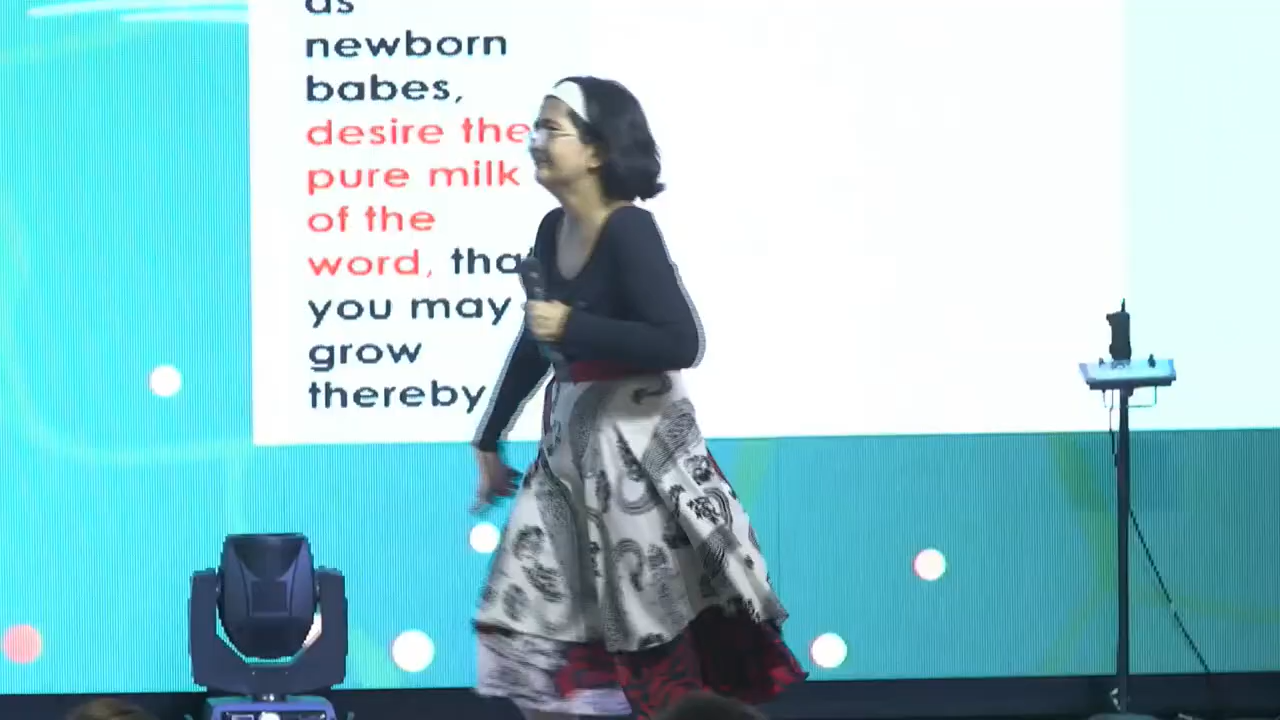 as
newborn
babes,
desire the
pure milk
of the
word, that
you may
grow
thereby